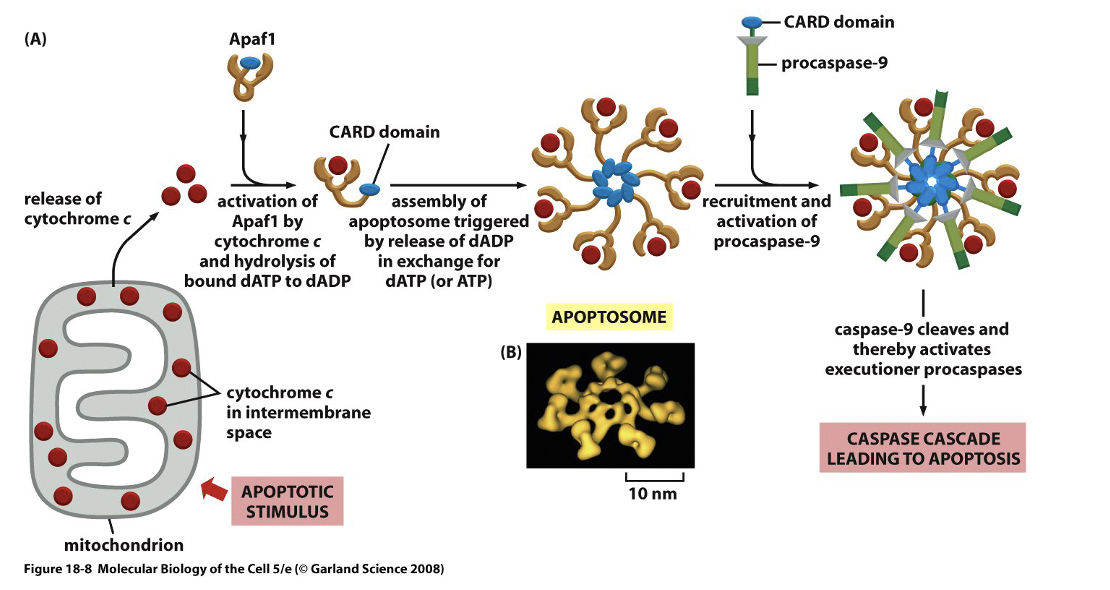 (A)
Apaf1
CARD domain
procaspase-9
CARD domain
release of
cytochrome c
activation of
Apaf1 by
cytochrome c
and hydrolysis of
bound dATP to dADP
assembly of
apoptosome triggered
by release of dADP
in exchange for
dATP (or ATP)
recruitment and
activation of
procaspase-9
APOPTOSOME
(B)
10 nm
caspase-9 cleaves and
thereby activates
executioner procaspases
CASPASE CASCADE
LEADING TO APOPTOSIS
cytochrome c
in intermembrane
space
APOPTOTIC
STIMULUS
mitochondrion
Figure 18-8 Molecular Biology of the Cell 5/e (© Garland Science 2008)